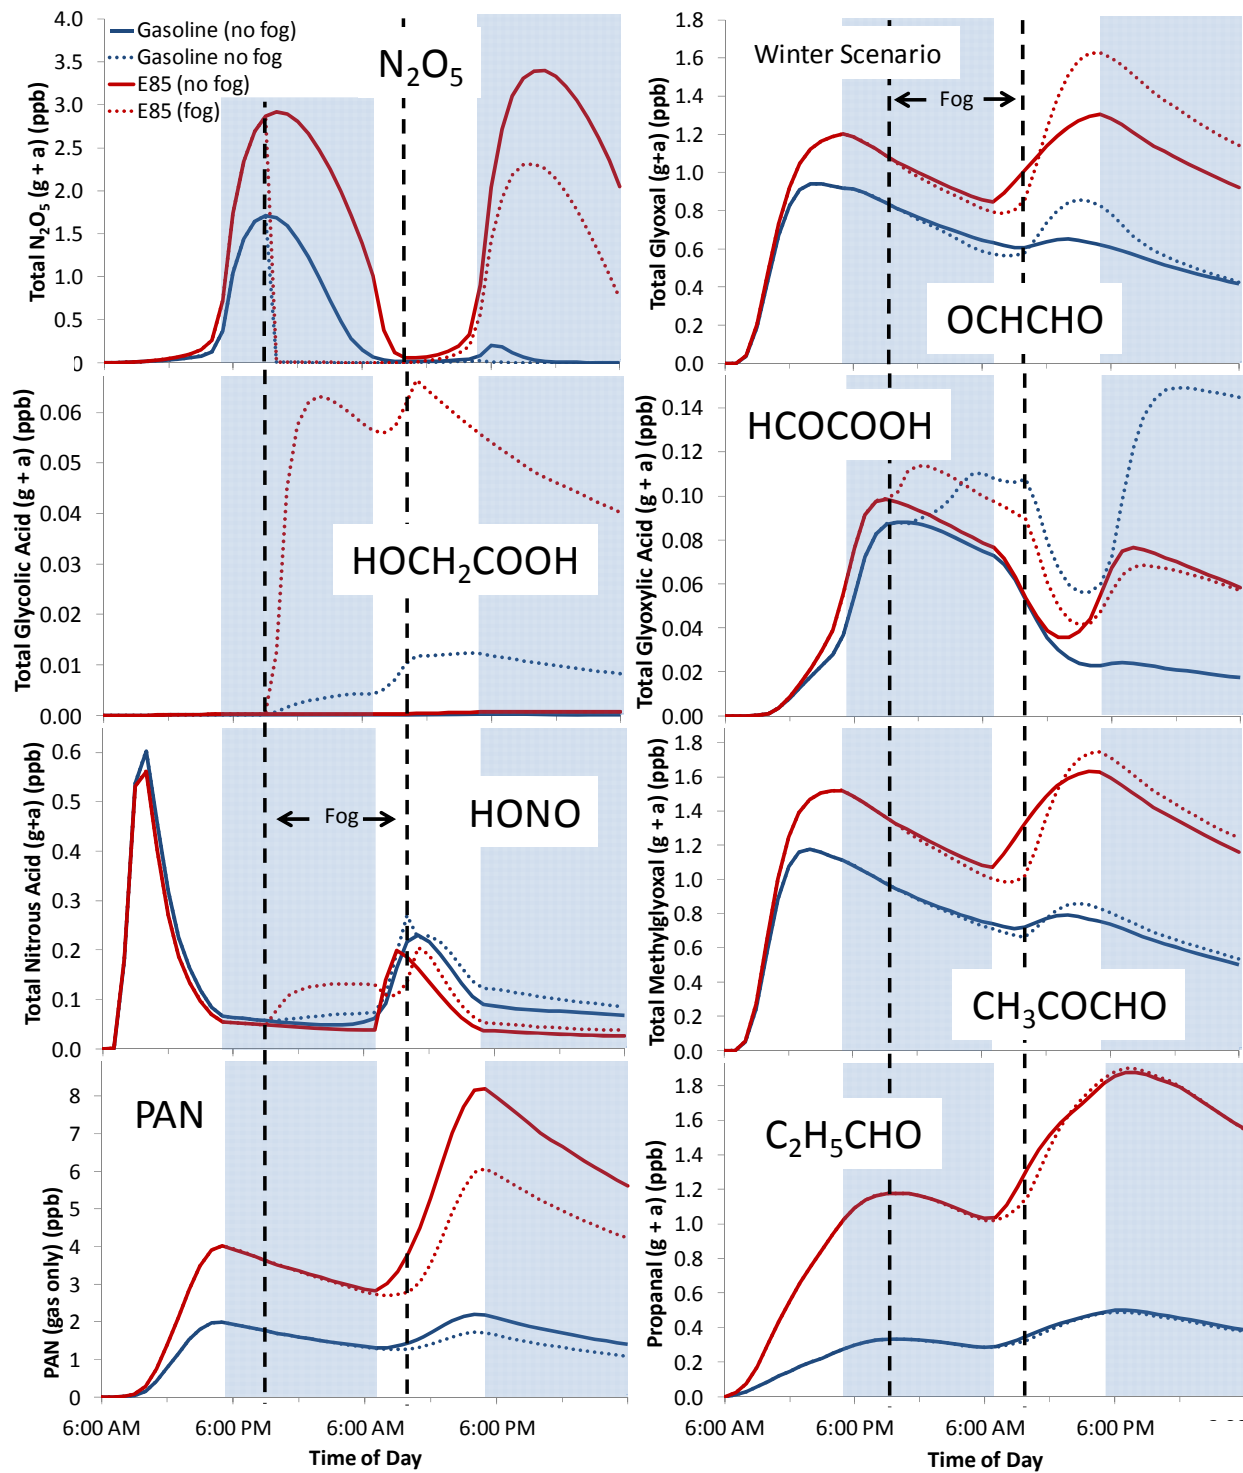 4.0
3.5
3.0
2.5
2.0
1.5
1.0
0.5
0
Total N₂O₅ (g + a) (ppb)
Gasoline (no fog)
Gasoline no fog
E85 (no fog)
E85 (fog)
N₂O₅
1.8
1.6
1.4
1.2
1.0
0.8
0.6
0.4
0.2
0.0
Total Glyoxal (g+a) (ppb)
Winter Scenario
Fog
OCHCHO
0.06
0.05
0.04
0.03
0.02
0.01
0.00
Total Glycolic Acid (g + a) (ppb)
HOCH₂COOH
0.14
0.12
0.10
0.08
0.06
0.04
0.02
0.00
Total Glyoxylic Acid (g + a) (ppb)
HCOCOOH
0.6
0.5
0.4
0.3
0.2
0.1
0.0
Total Nitrous Acid (g+a) (ppb)
Fog
HONO
1.8
1.6
1.4
1.2
1.0
0.8
0.6
0.4
0.2
0.0
Total Methylglyoxal (g + a) (ppb)
CH₃COCHO
8
7
6
5
4
3
2
1
0
PAN (gas only) (ppb)
PAN
6:00 AM
6:00 PM
6:00 AM
6:00 PM
Time of Day
1.8
1.6
1.4
1.2
1.0
0.8
0.6
0.4
0.2
0.0
Propanal (g + a) (ppb)
C₂H₅CHO
6:00 AM
6:00 PM
6:00 AM
6:00 PM
Time of Day